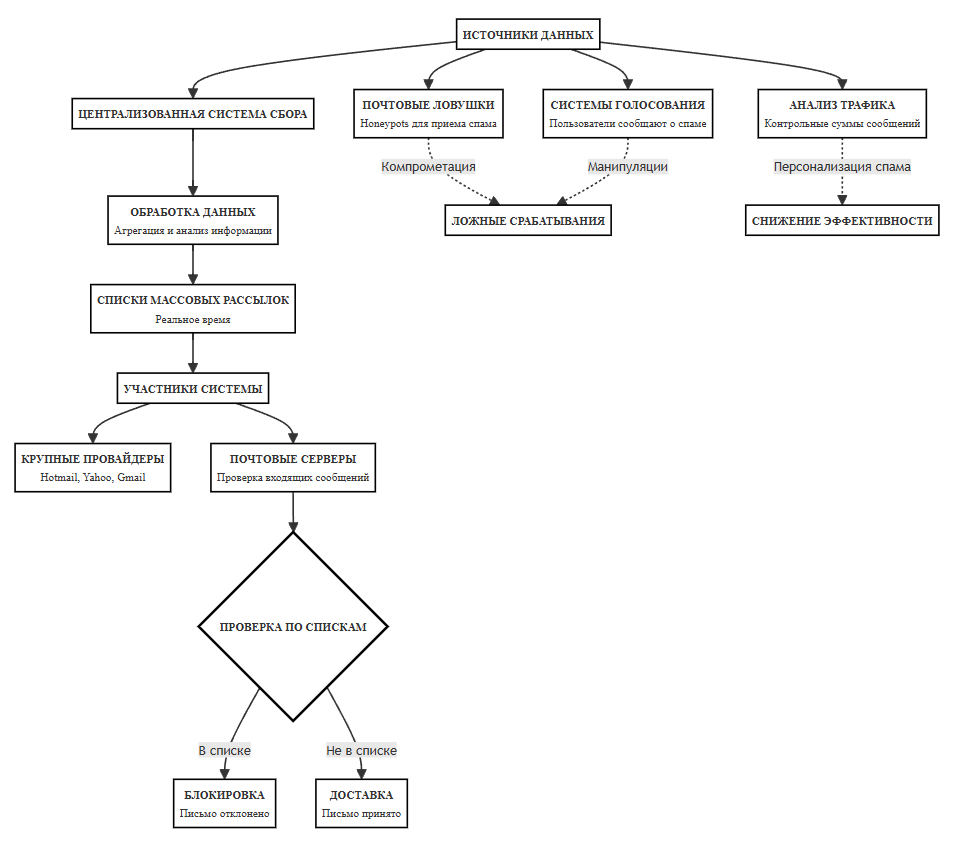 ИСТОЧНИКИ ДАННЫХ
ЦЕНТРАЛИЗОВАННАЯ СИСТЕМА СБОРА
ПОЧТОВЫЕ ЛОВУШКИ
Honeypots для приема спама
СИСТЕМЫ ГОЛОСОВАНИЯ
Пользователи сообщают о спаме
АНАЛИЗ ТРАФИКА
Контрольные суммы сообщений
Компрометация
Манипуляции
Персонализация спама
ОБРАБОТКА ДАННЫХ
Агрегация и анализ информации
ЛОЖНЫЕ СРАБАТЫВАНИЯ
СНИЖЕНИЕ ЭФФЕКТИВНОСТИ
СПИСКИ МАССОВЫХ РАССЫЛОК
Реальное время
УЧАСТНИКИ СИСТЕМЫ
КРУПНЫЕ ПРОВАЙДЕРЫ
Hotmail, Yahoo, Gmail
ПОЧТОВЫЕ СЕРВЕРЫ
Проверка входящих сообщений
ПРОВЕРКА ПО СПИСКАМ
В списке
Не в списке
БЛОКИРОВКА
Письмо отклонено
ДОСТАВКА
Письмо принято